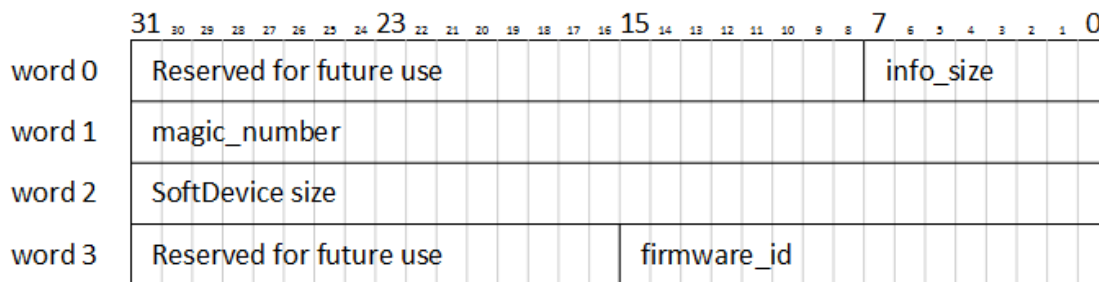 31 30 29 28 27 26 25 24 23 22 21 20 19 18 17 16 15 14 13 12 11 10 9 8 7 6 5 4 3 2 1 0
word 0 Reserved for future use info_size
word 1 magic_number
word 2 SoftDevice size
word 3 Reserved for future use firmware_id